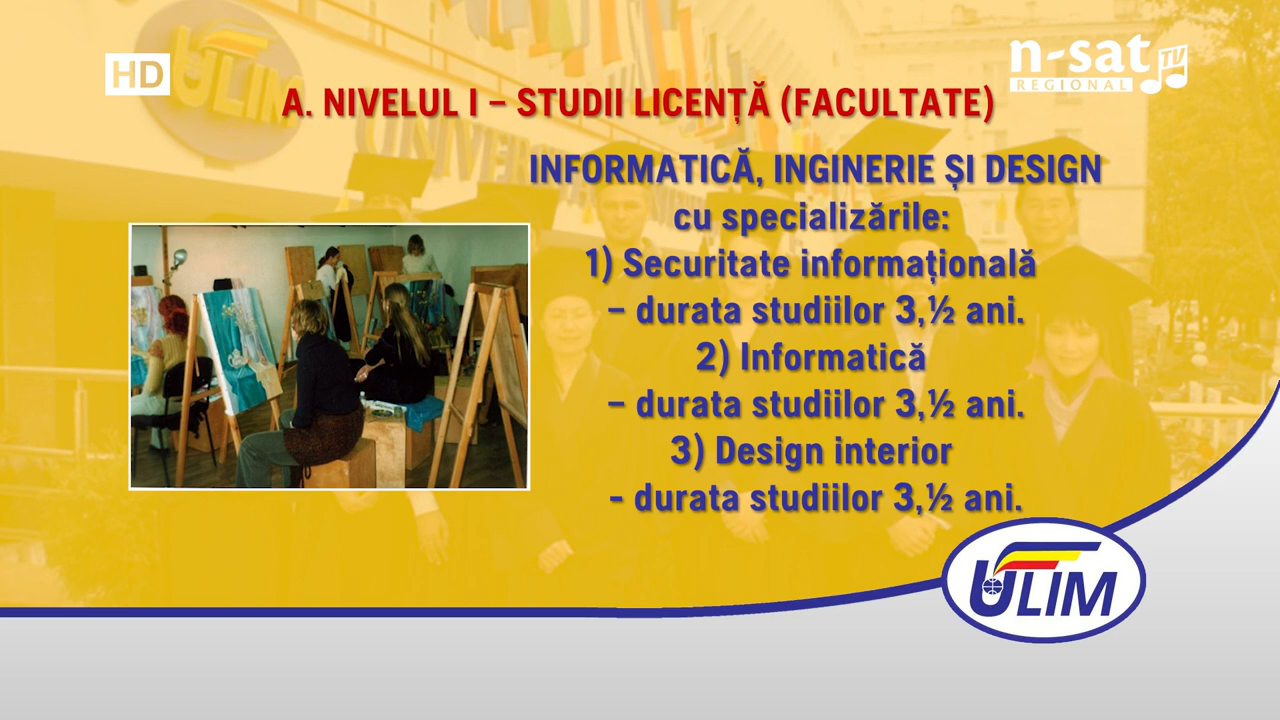 HD
n-sat TV
REGIONAL
ULIM
A. NIVELUL I – STUDII LICENȚĂ (FACULTATE)
INFORMATICĂ, INGINERIE ȘI DESIGN
cu specializările:
1) Securitate informațională
– durata studiilor 3,½ ani.
2) Informatică
– durata studiilor 3,½ ani.
3) Design interior
- durata studiilor 3,½ ani.
ULIM